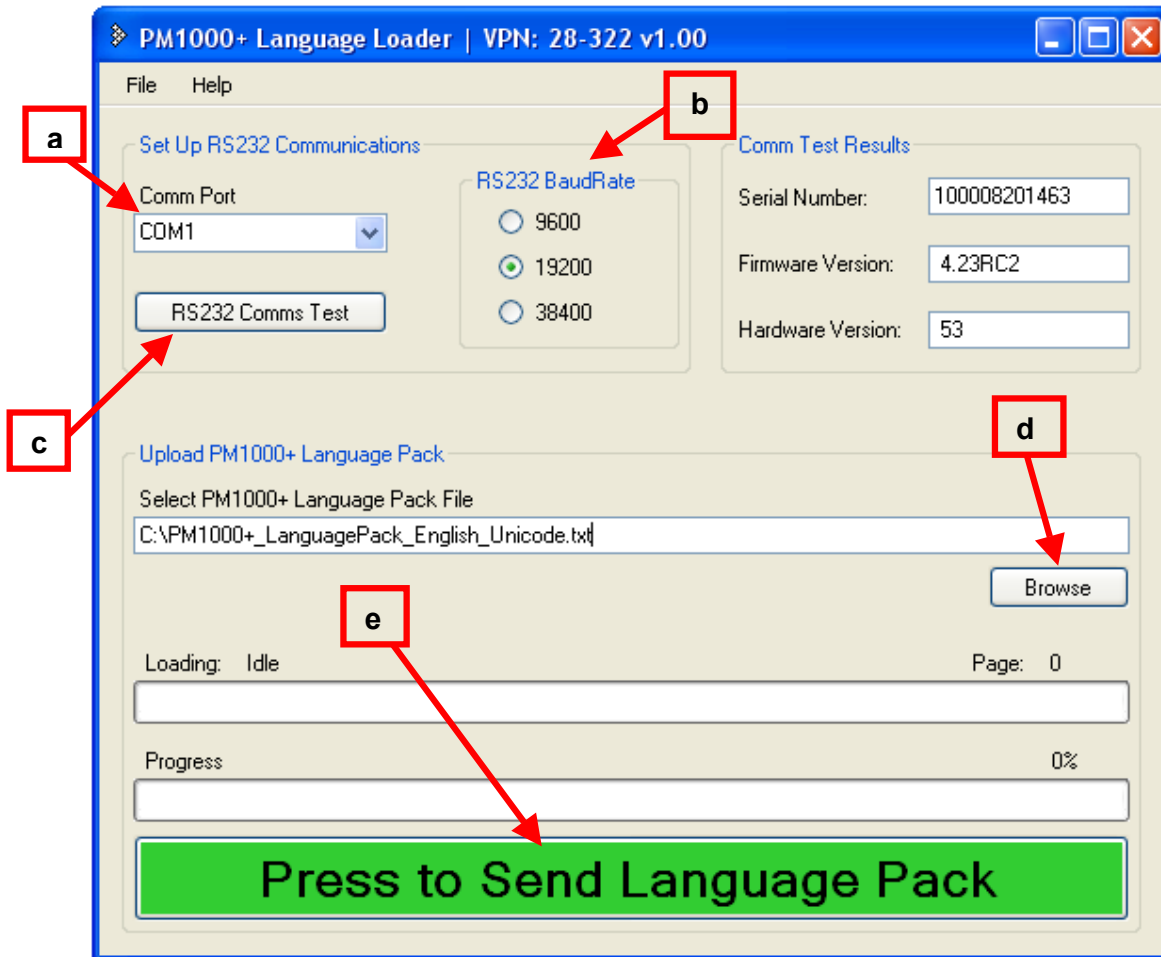 PM1000+ Language Loader | VPN: 28-322 v1.00
File Help
a
b
Set Up RS232 Communications
Comm Port
COM1
RS232 Comms Test
c
RS232 BaudRate
9600
19200
38400
Comm Test Results
Serial Number: 100008201463
Firmware Version: 4.23RC2
Hardware Version: 53
d
Upload PM1000+ Language Pack
Select PM1000+ Language Pack File
C:\PM1000+_LanguagePack_English_Unicode.txt
Browse
e
Loading: Idle Page: 0
Progress 0%
Press to Send Language Pack